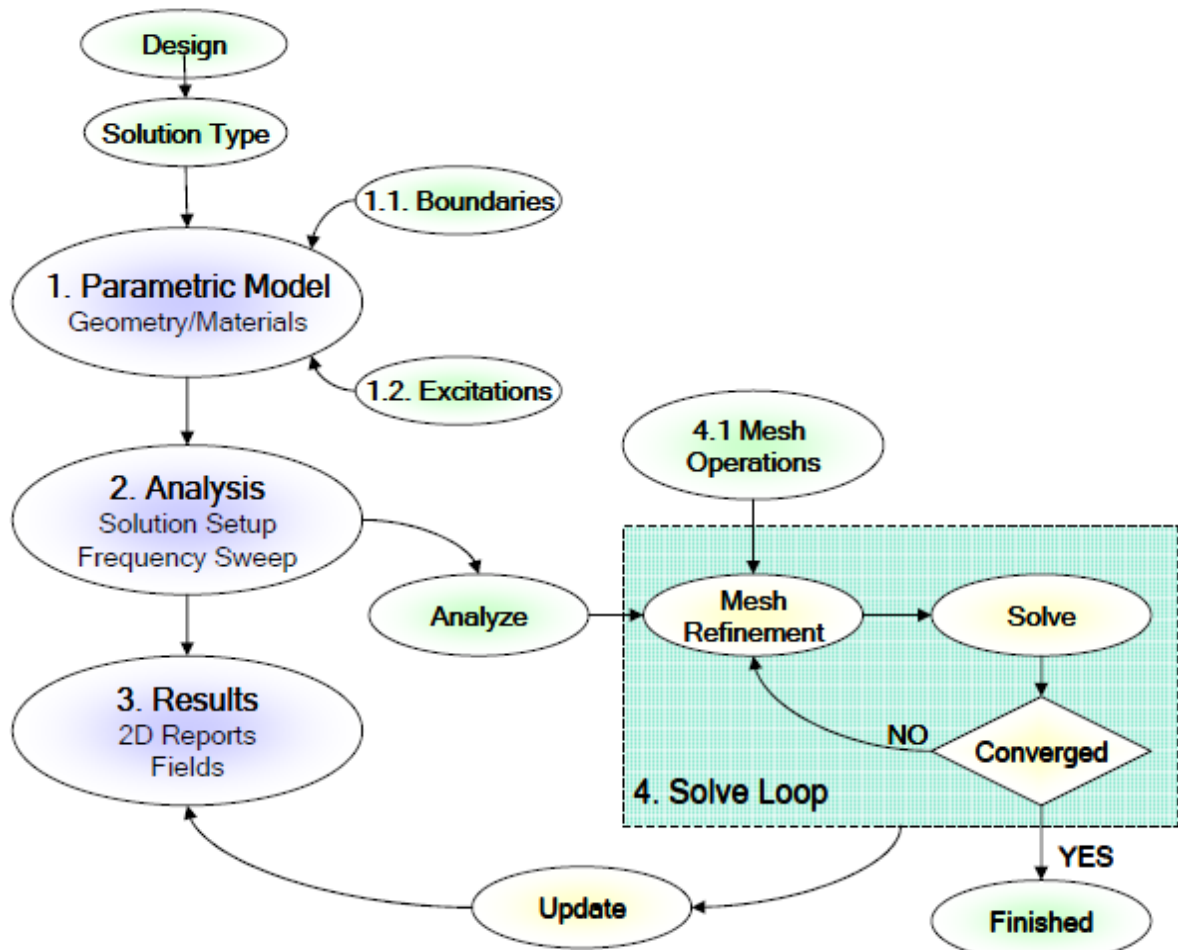 Design
Solution Type
1.1. Boundaries
1. Parametric Model
Geometry/Materials
1.2. Excitations
4.1 Mesh
Operations
2. Analysis
Solution Setup
Frequency Sweep
Analyze
Mesh
Refinement
Solve
3. Results
2D Reports
Fields
NO
Converged
4. Solve Loop
YES
Update
Finished